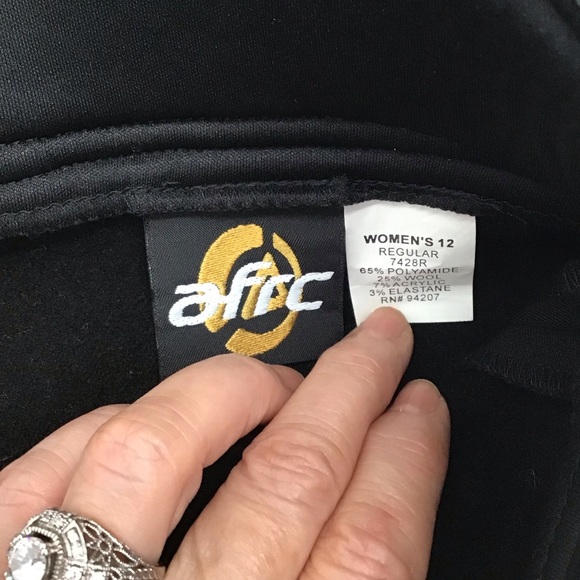 afrc
WOMEN'S 12
REGULAR
7428R
65% POLYAMIDE
25% WOOL
7% ACRYLIC
3% ELASTANE
RN# 94207